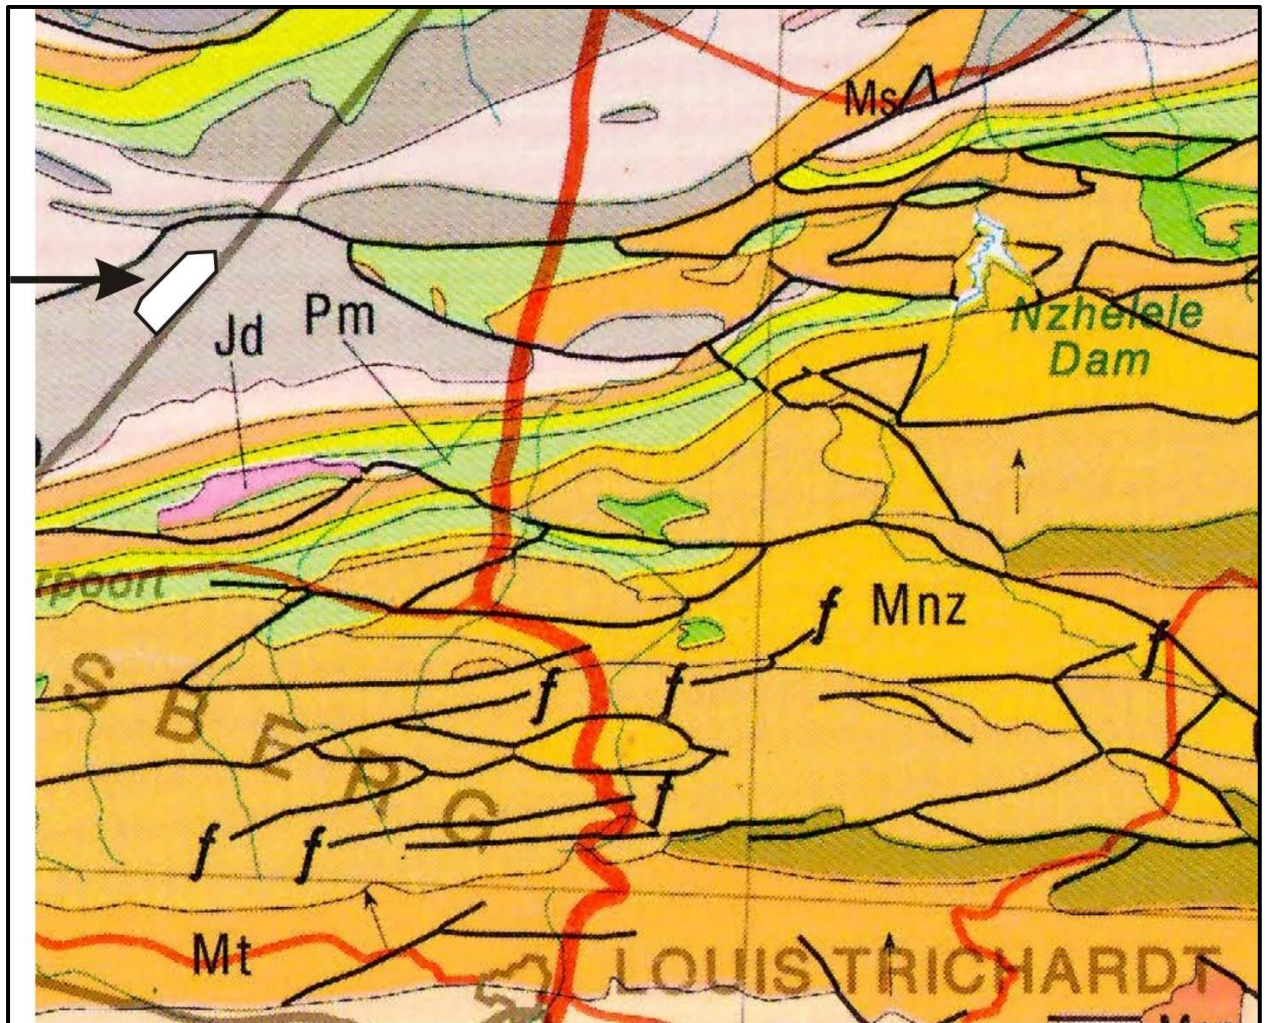 Ms
Jd
Pm
Nzhelele
Dam
rpoort
f
Mnz
f
S B E R G
f
f
f
f
f
Mt
LOUIS TRICHARDT